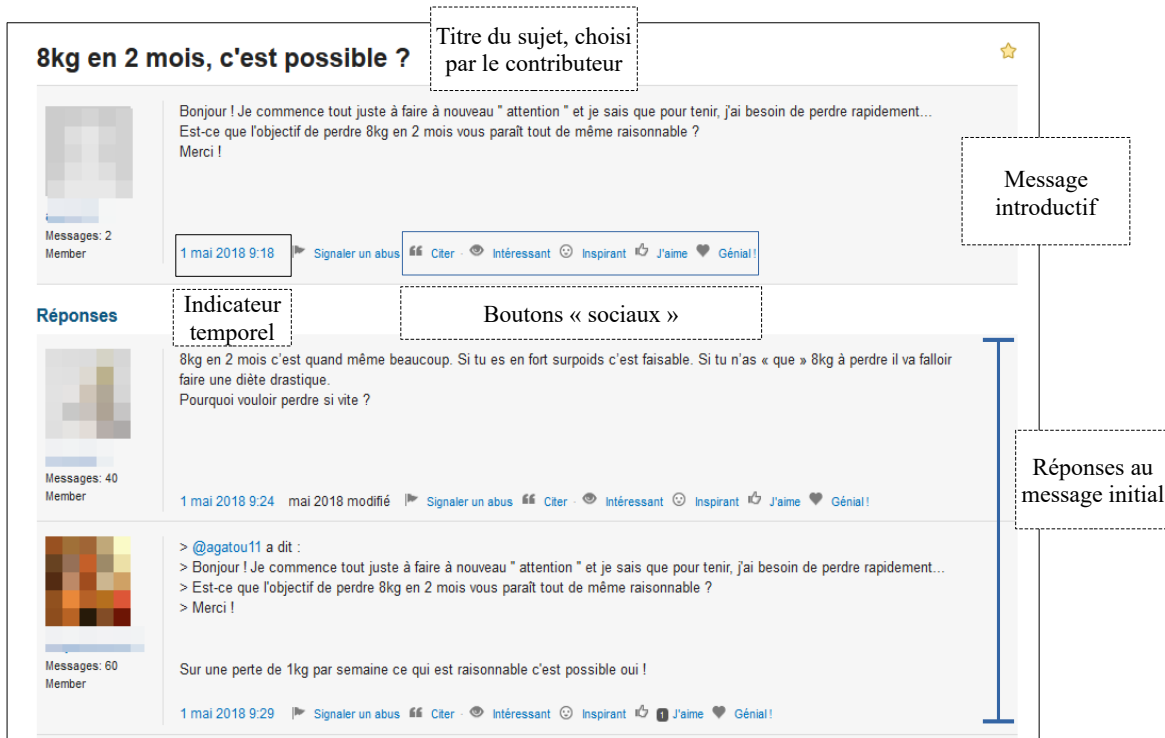 8kg en 2 mois, c'est possible ?
Titre du sujet, choisi
par le contributeur
Bonjour ! Je commence tout juste à faire à nouveau " attention " et je sais que pour tenir, j'ai besoin de perdre rapidement…
Est-ce que l'objectif de perdre 8kg en 2 mois vous paraît tout de même raisonnable ?
Merci !
Message
introductif
Messages: 2
Member
1 mai 2018 9:18 Signaler un abus Citer · Intéressant Inspirant J'aime Génial !
Indicateur
temporel
Boutons « sociaux »
Réponses
8kg en 2 mois c'est quand même beaucoup. Si tu es en fort surpoids c'est faisable. Si tu n'as « que » 8kg à perdre il va falloir
faire une diète drastique.
Pourquoi vouloir perdre si vite ?
Messages: 40
Member
1 mai 2018 9:24 mai 2018 modifié Signaler un abus Citer · Intéressant Inspirant J'aime Génial !
Réponses au
message initial
> @agatou11 a dit :
> Bonjour ! Je commence tout juste à faire à nouveau " attention " et je sais que pour tenir, j'ai besoin de perdre rapidement…
> Est-ce que l'objectif de perdre 8kg en 2 mois vous paraît tout de même raisonnable ?
> Merci !
Sur une perte de 1kg par semaine ce qui est raisonnable c'est possible oui !
Messages: 60
Member
1 mai 2018 9:29 Signaler un abus Citer · Intéressant Inspirant 1 J'aime Génial !